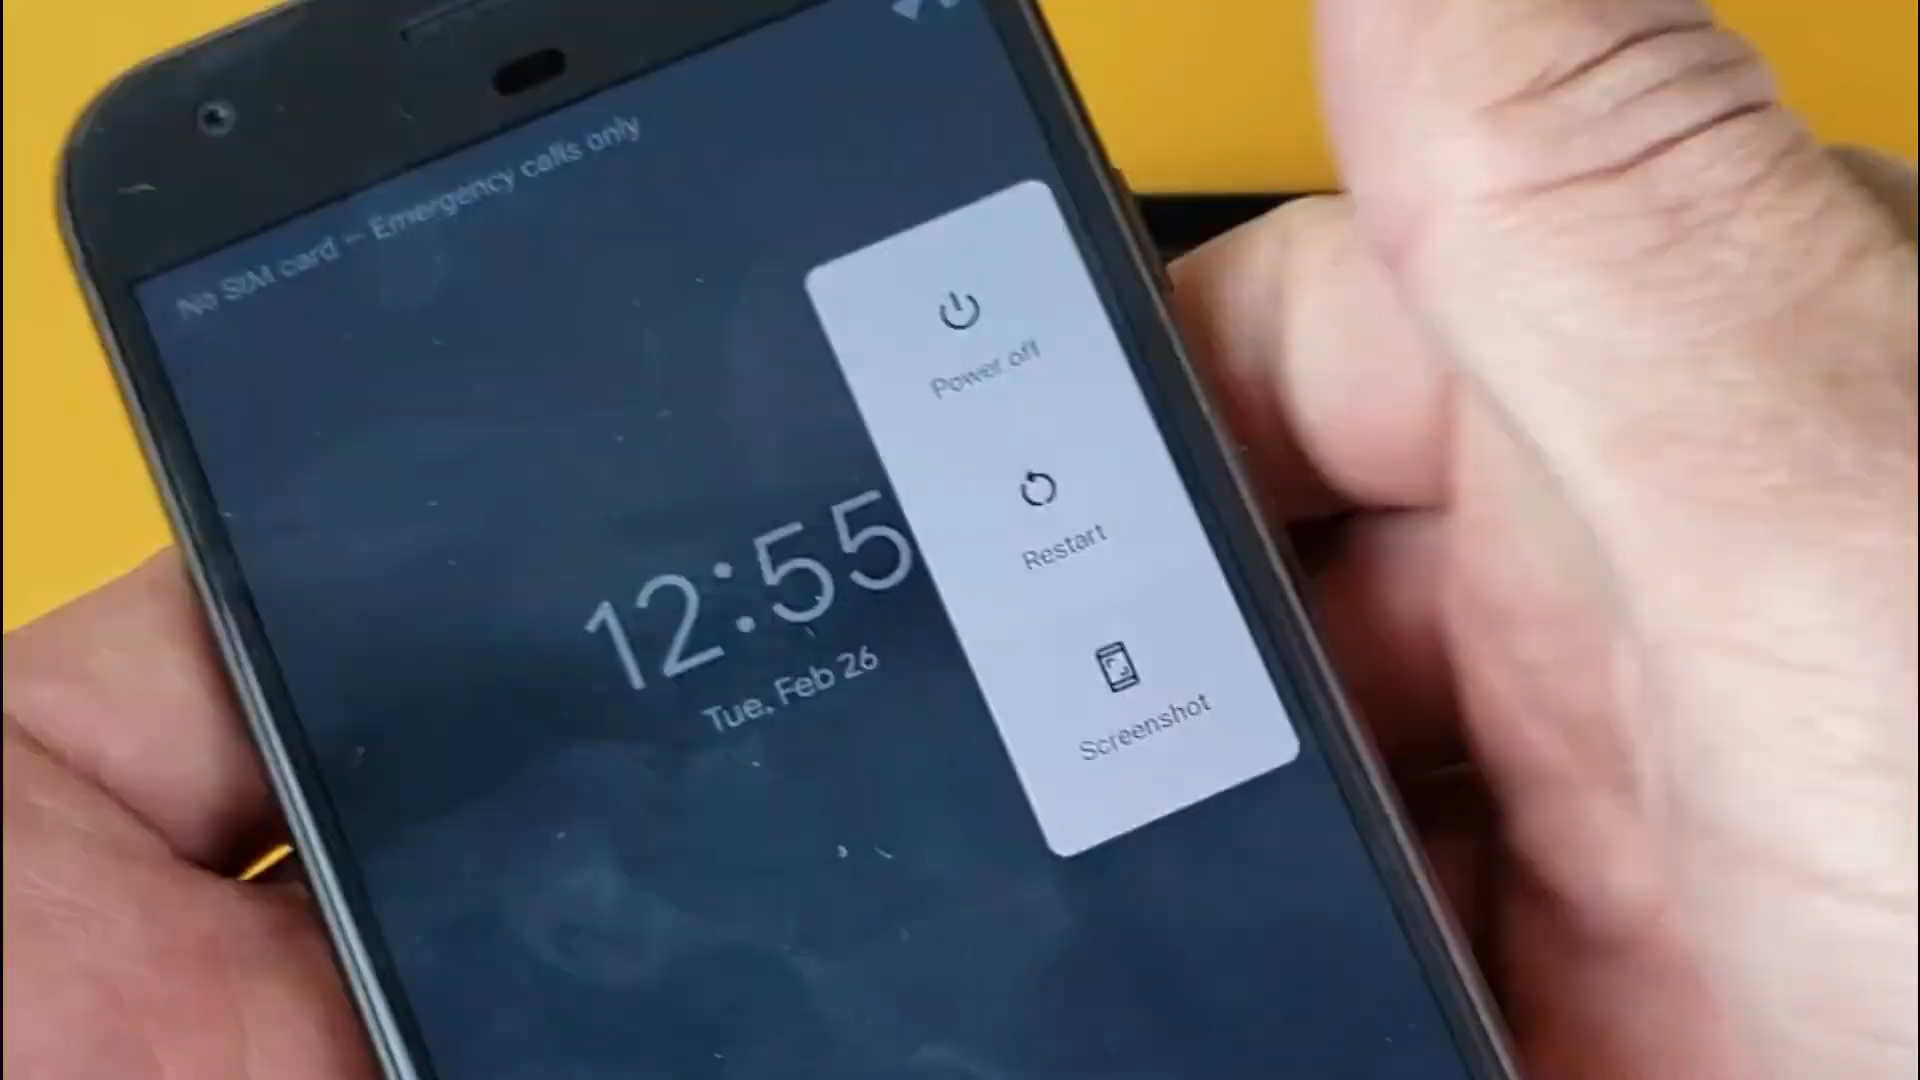 No SIM card – Emergency calls only
Power off
Restart
Screenshot
12:55
Tue, Feb 26